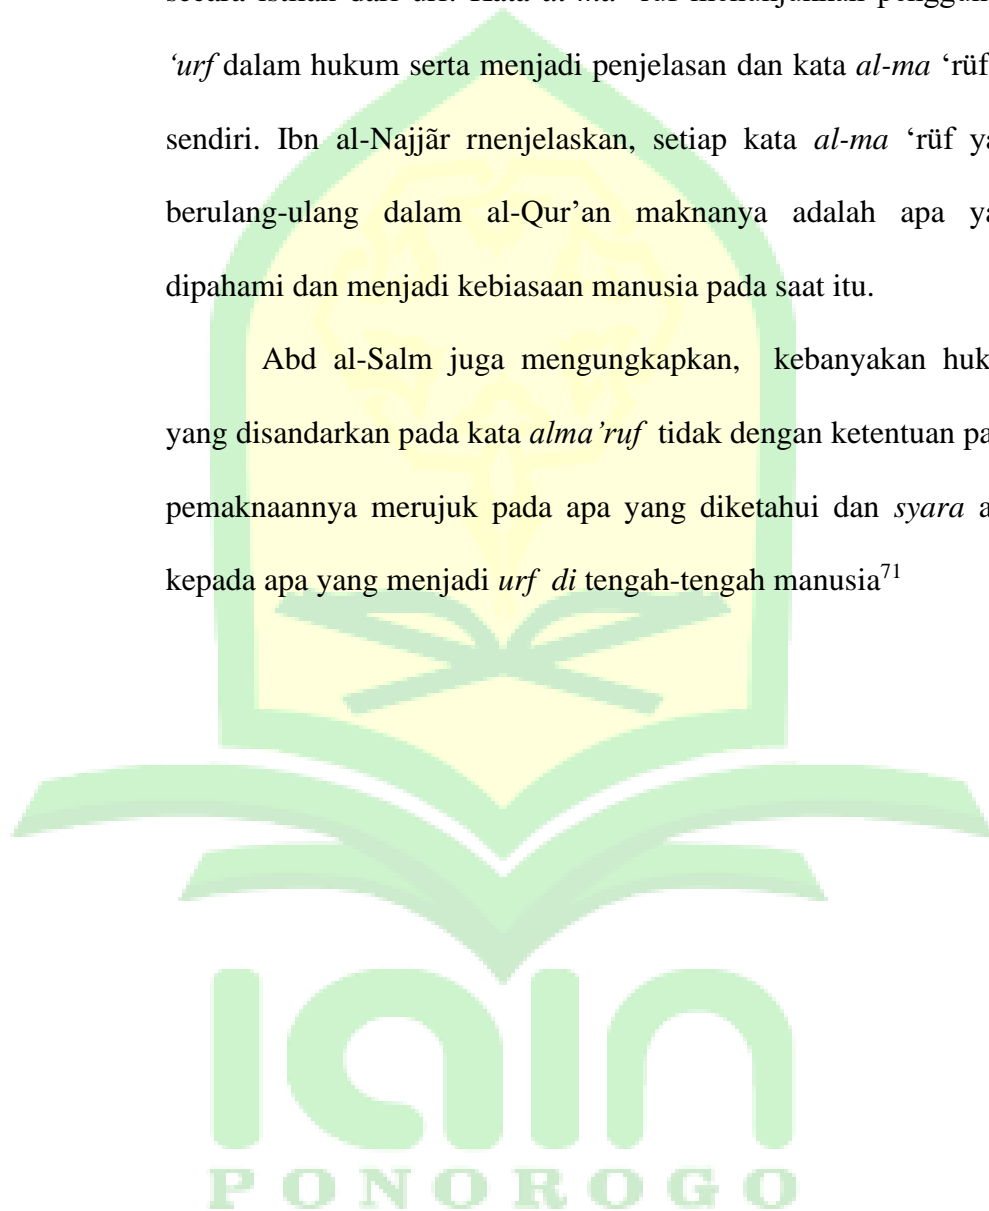 ‘urf dalam hukum serta menjadi penjelasan dan kata al-ma ‘rüf
sendiri. Ibn al-Najjãr rnenjelaskan, setiap kata al-ma ‘rüf
berulang-ulang dalam al-Qur’an maknanya adalah apa
dipahami dan menjadi kebiasaan manusia pada saat itu.
Abd al-Salm juga mengungkapkan, kebanyakan
yang disandarkan pada kata alma’ruf tidak dengan ketentuan
pemaknaannya merujuk pada apa yang diketahui dan syara
kepada apa yang menjadi urf di tengah-tengah manusia71
iain
PONOROGO